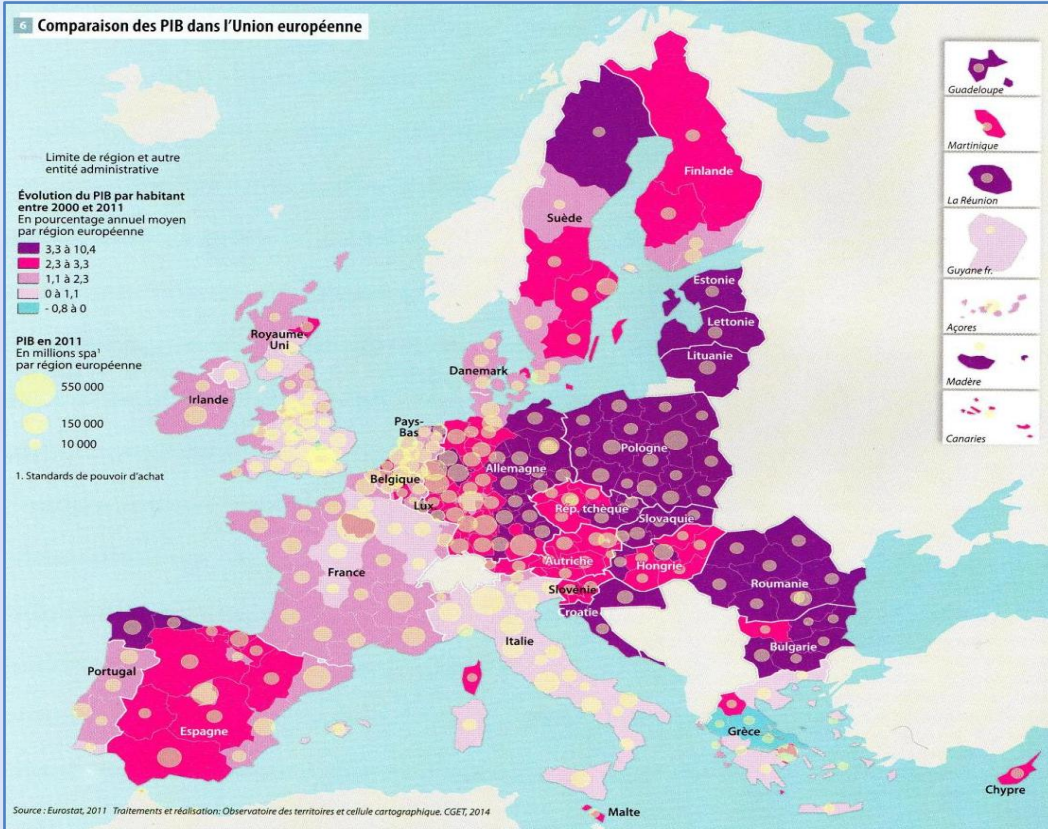 6 Comparaison des PIB dans l'Union européenne
Limite de région et autre
entité administrative
Évolution du PIB par habitant
entre 2000 et 2011
En pourcentage annuel moyen
par région européenne
3,3 à 10,4
2,3 à 3,3
1,1 à 2,3
0 à 1,1
- 0,8 à 0
PIB en 2011
En millions spa¹
par région européenne
550 000
150 000
10 000
1. Standards de pouvoir d'achat
Finlande
Suède
Estonie
Lettonie
Lituanie
Royaume
Uni
Danemark
Irlande
Pays-
Bas
Belgique
Lux
Allemagne
Pologne
Rép. tchèque
Slovaquie
France
Autriche
Hongrie
Slovénie
Croatie
Roumanie
Italie
Bulgarie
Portugal
Espagne
Grèce
Malte
Chypre
Guadeloupe
Martinique
La Réunion
Guyane fr.
Açores
Madère
Canaries
Source : Eurostat, 2011 Traitements et réalisation: Observatoire des territoires et cellule cartographique. CGET, 2014